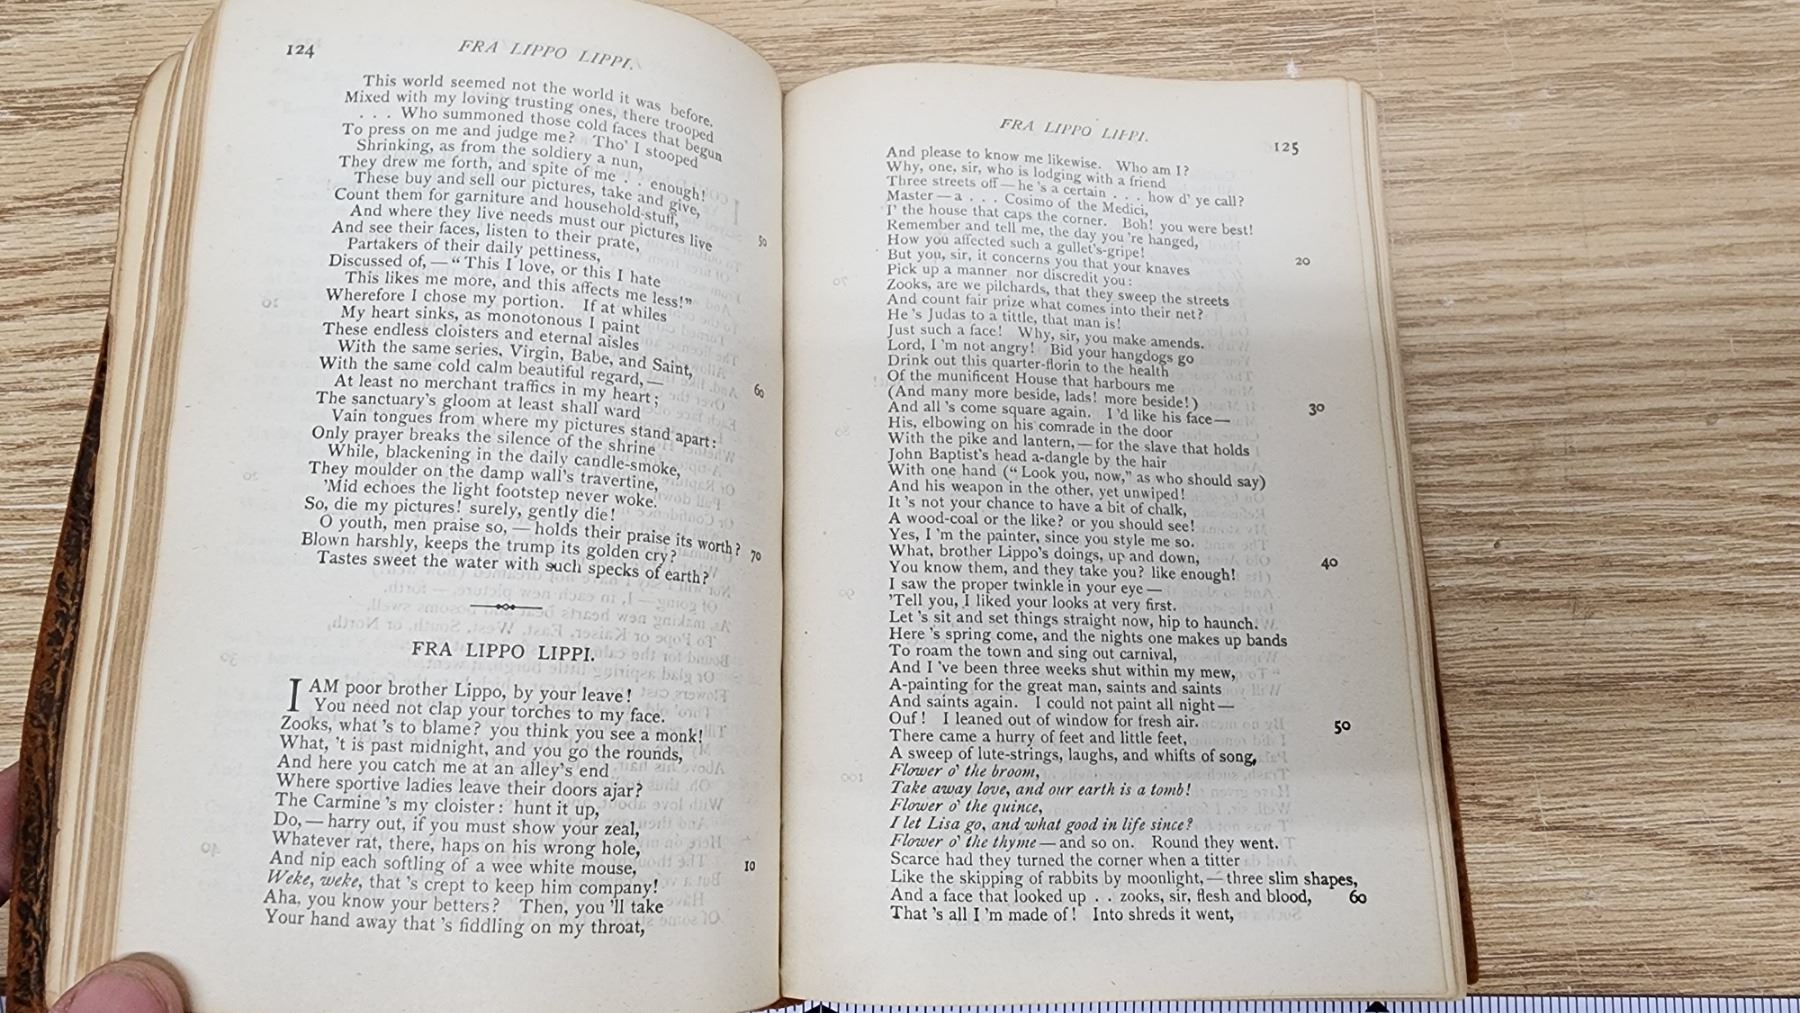 124
FRA LIPPO LIPPI.
This world seemed not the world it was before.
Mixed with my loving trusting ones, there trooped
. . . Who summoned those cold faces that begun
To press on me and judge me? Tho' I stooped
Shrinking, as from the soldiery a nun,
They drew me forth, and spite of me . . enough!
These buy and sell our pictures, take and give,
Count them for garniture and household-stuff,
And where they live needs must our pictures live
And see their faces, listen to their prate, 50
Partakers of their daily pettiness,
Discussed of, — "This I love, or this I hate
This likes me more, and this affects me less!"
Wherefore I chose my portion. If at whiles
My heart sinks, as monotonous I paint
These endless cloisters and eternal aisles
With the same series, Virgin, Babe, and Saint,
With the same cold calm beautiful regard, —
At least no merchant traffics in my heart; 60
The sanctuary's gloom at least shall ward
Vain tongues from where my pictures stand apart:
Only prayer breaks the silence of the shrine
While, blackening in the daily candle-smoke,
They moulder on the damp wall's travertine,
'Mid echoes the light footstep never woke.
So, die my pictures! surely, gently die!
O youth, men praise so, — holds their praise its worth?
Blown harshly, keeps the trump its golden cry? 70
Tastes sweet the water with such specks of earth?
FRA LIPPO LIPPI.
I AM poor brother Lippo, by your leave!
You need not clap your torches to my face.
Zooks, what 's to blame? you think you see a monk!
What, 't is past midnight, and you go the rounds,
And here you catch me at an alley's end
Where sportive ladies leave their doors ajar?
The Carmine 's my cloister: hunt it up,
Do, — harry out, if you must show your zeal,
Whatever rat, there, haps on his wrong hole,
And nip each softling of a wee white mouse, 10
Weke, weke, that 's crept to keep him company!
Aha, you know your betters? Then, you 'll take
Your hand away that 's fiddling on my throat,
FRA LIPPO LIPPI.
125
And please to know me likewise. Who am I?
Why, one, sir, who is lodging with a friend
Three streets off — he 's a certain . . . how d' ye call?
Master — a . . . Cosimo of the Medici,
I' the house that caps the corner. Boh! you were best!
Remember and tell me, the day you 're hanged,
How you affected such a gullet's-gripe! 20
But you, sir, it concerns you that your knaves
Pick up a manner nor discredit you:
Zooks, are we pilchards, that they sweep the streets
And count fair prize what comes into their net?
He 's Judas to a tittle, that man is!
Just such a face! Why, sir, you make amends.
Lord, I 'm not angry! Bid your hangdogs go
Drink out this quarter-florin to the health
Of the munificent House that harbours me
(And many more beside, lads! more beside!) 30
And all 's come square again. I 'd like his face —
His, elbowing on his comrade in the door
With the pike and lantern, — for the slave that holds
John Baptist's head a-dangle by the hair
With one hand ("Look you, now," as who should say)
And his weapon in the other, yet unwiped!
It 's not your chance to have a bit of chalk,
A wood-coal or the like? or you should see!
Yes, I 'm the painter, since you style me so.
What, brother Lippo's doings, up and down, 40
You know them, and they take you? like enough!
I saw the proper twinkle in your eye —
'Tell you, I liked your looks at very first.
Let 's sit and set things straight now, hip to haunch.
Here 's spring come, and the nights one makes up bands
To roam the town and sing out carnival,
And I 've been three weeks shut within my mew,
A-painting for the great man, saints and saints
And saints again. I could not paint all night —
Ouf! I leaned out of window for fresh air. 50
There came a hurry of feet and little feet,
A sweep of lute-strings, laughs, and whifts of song,
Flower o' the broom,
Take away love, and our earth is a tomb!
Flower o' the quince,
I let Lisa go, and what good in life since?
Flower o' the thyme — and so on. Round they went.
Scarce had they turned the corner when a titter
Like the skipping of rabbits by moonlight, — three slim shapes,
And a face that looked up . . zooks, sir, flesh and blood, 60
That 's all I 'm made of! Into shreds it went,